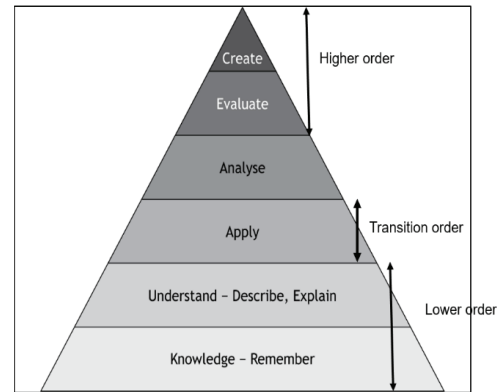 Create
Higher order
Evaluate
Analyse
Apply
Transition order
Understand – Describe, Explain
Lower order
Knowledge – Remember